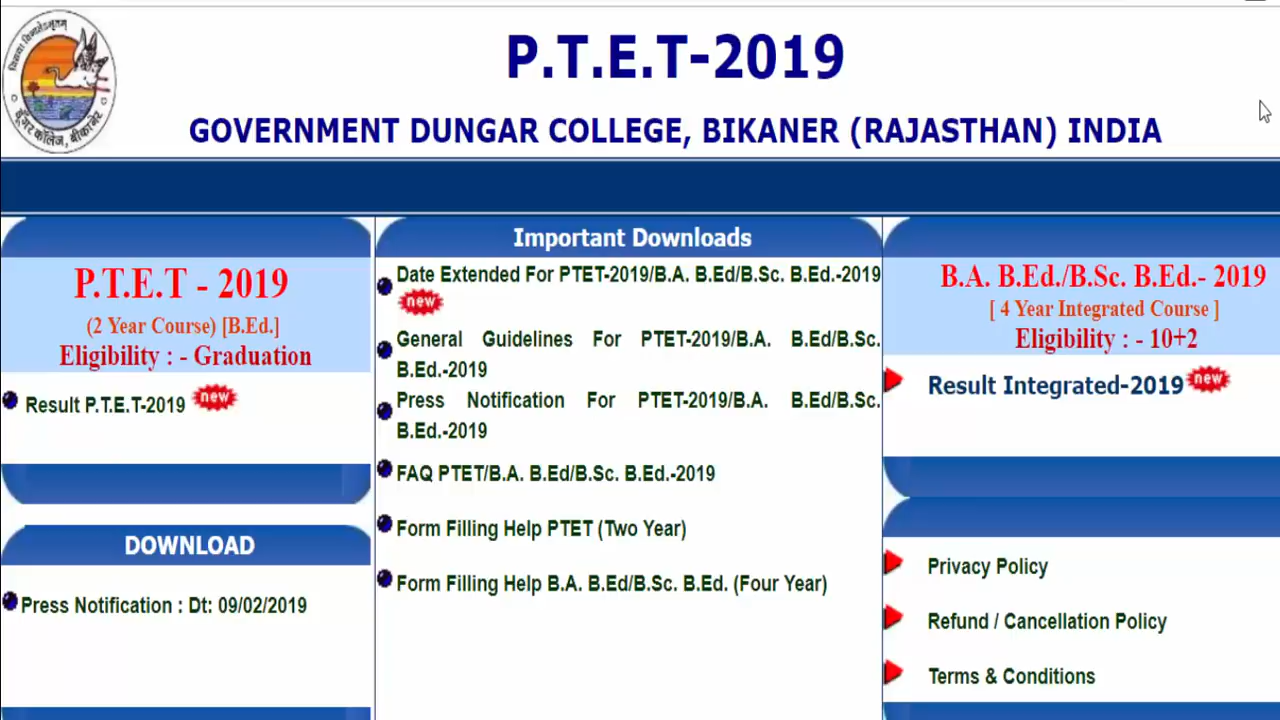 P.T.E.T-2019
GOVERNMENT DUNGAR COLLEGE, BIKANER (RAJASTHAN) INDIA
डूँगर कॉलेज, बीकानेर
P.T.E.T - 2019
(2 Year Course) [B.Ed.]
Eligibility : - Graduation
Result P.T.E.T-2019 new
DOWNLOAD
Press Notification : Dt: 09/02/2019
Important Downloads
Date Extended For PTET-2019/B.A. B.Ed/B.Sc. B.Ed.-2019
new
General Guidelines For PTET-2019/B.A. B.Ed/B.Sc.
B.Ed.-2019
Press Notification For PTET-2019/B.A. B.Ed/B.Sc.
B.Ed.-2019
FAQ PTET/B.A. B.Ed/B.Sc. B.Ed.-2019
Form Filling Help PTET (Two Year)
Form Filling Help B.A. B.Ed/B.Sc. B.Ed. (Four Year)
B.A. B.Ed./B.Sc. B.Ed.- 2019
[ 4 Year Integrated Course ]
Eligibility : - 10+2
Result Integrated-2019 new
Privacy Policy
Refund / Cancellation Policy
Terms & Conditions